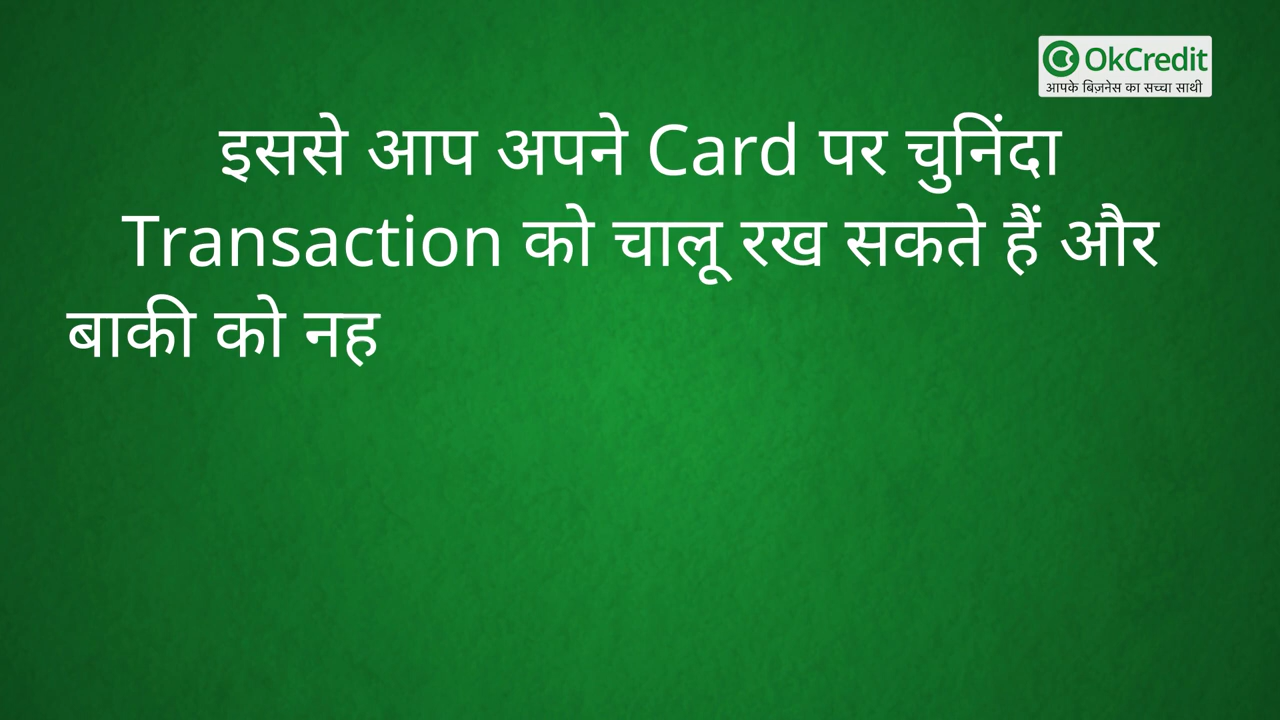 OkCredit
आपके बिज़नेस का सच्चा साथी
इससे आप अपने Card पर चुनिंदा
Transaction को चालू रख सकते हैं और
बाकी को नह